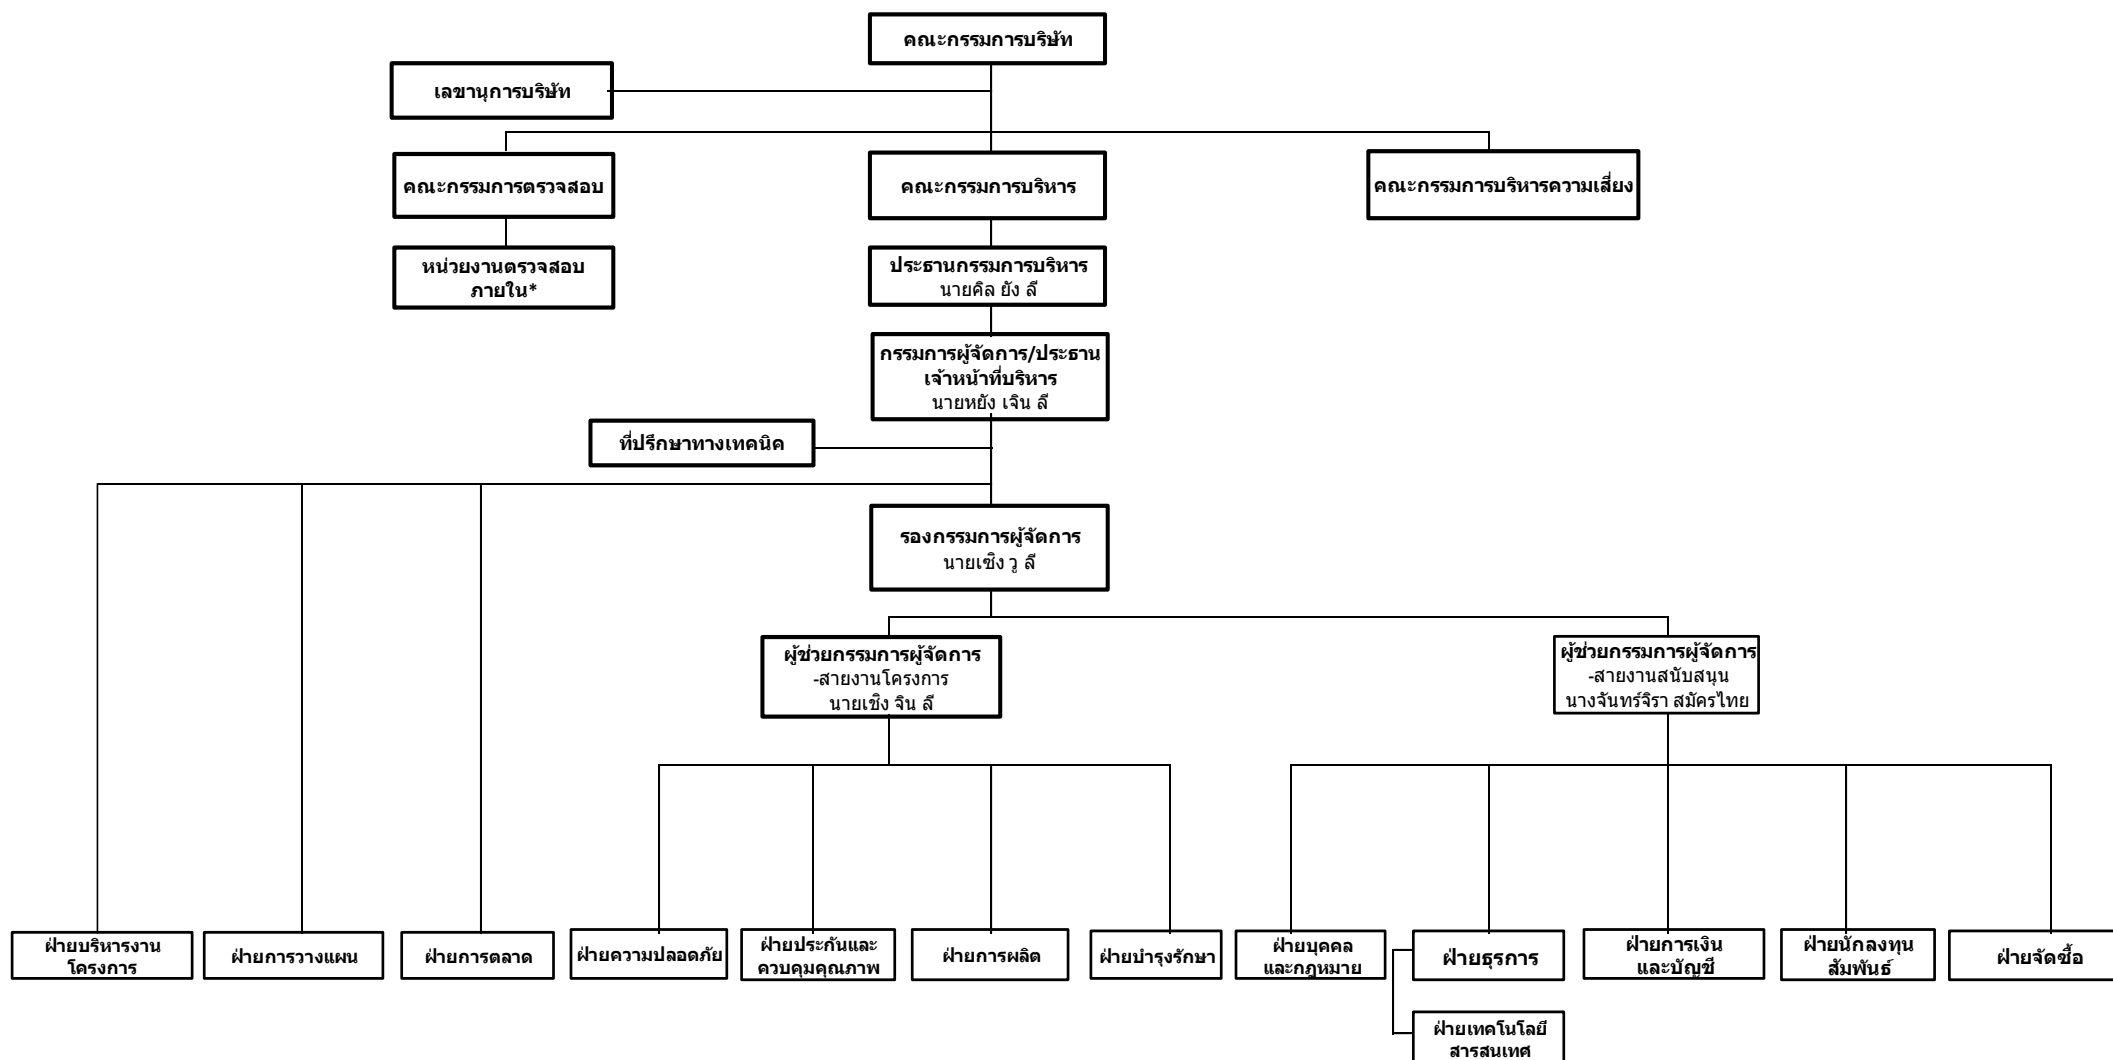 คณะกรรมการบริษัท
เลขานุการบริษัท
คณะกรรมการตรวจสอบ
คณะกรรมการบริหาร
คณะกรรมการบริหารความเสี่ยง
หน่วยงานตรวจสอบ
ภายใน*
ประธานกรรมการบริหาร
นายคิล ยัง ลี
กรรมการผู้จัดการ/ประธาน
เจ้าหน้าที่บริหาร
นายหยัง เจิน ลี
ที่ปรึกษาทางเทคนิค
รองกรรมการผู้จัดการ
นายเซิง วู ลี
ผู้ช่วยกรรมการผู้จัดการ
-สายงานโครงการ
นายเชิง จิน ลี
ผู้ช่วยกรรมการผู้จัดการ
-สายงานสนับสนุน
นางจันทร์จิรา สมัครไทย
ฝ่ายบริหารงาน
โครงการ
ฝ่ายการวางแผน
ฝ่ายการตลาด
ฝ่ายความปลอดภัย
ฝ่ายประกันและ
ควบคุมคุณภาพ
ฝ่ายการผลิต
ฝ่ายบำรุงรักษา
ฝ่ายบุคคล
และกฎหมาย
ฝ่ายธุรการ
ฝ่ายการเงิน
และบัญชี
ฝ่ายนักลงทุน
สัมพันธ์
ฝ่ายจัดซื้อ
ฝ่ายเทคโนโลยี
สารสนเทศ